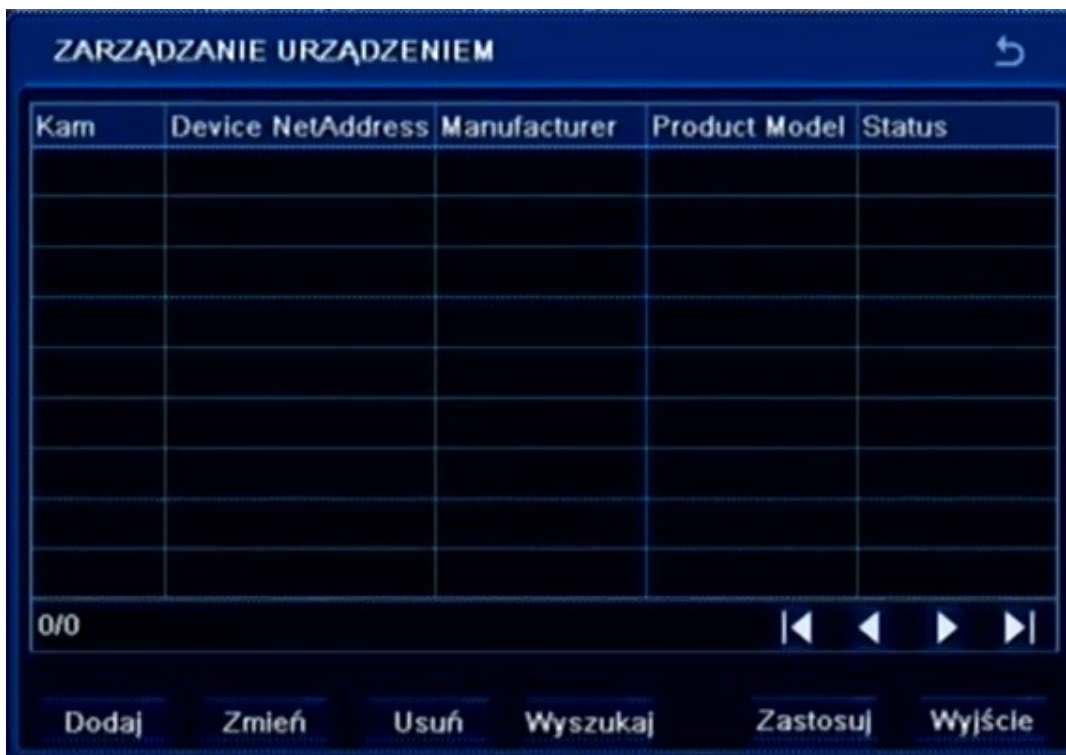 ZARZĄDZANIE URZĄDZENIEM
Kam Device NetAddress Manufacturer Product Model Status
0/0
Dodaj Zmień Usuń Wyszukaj Zastosuj Wyjście